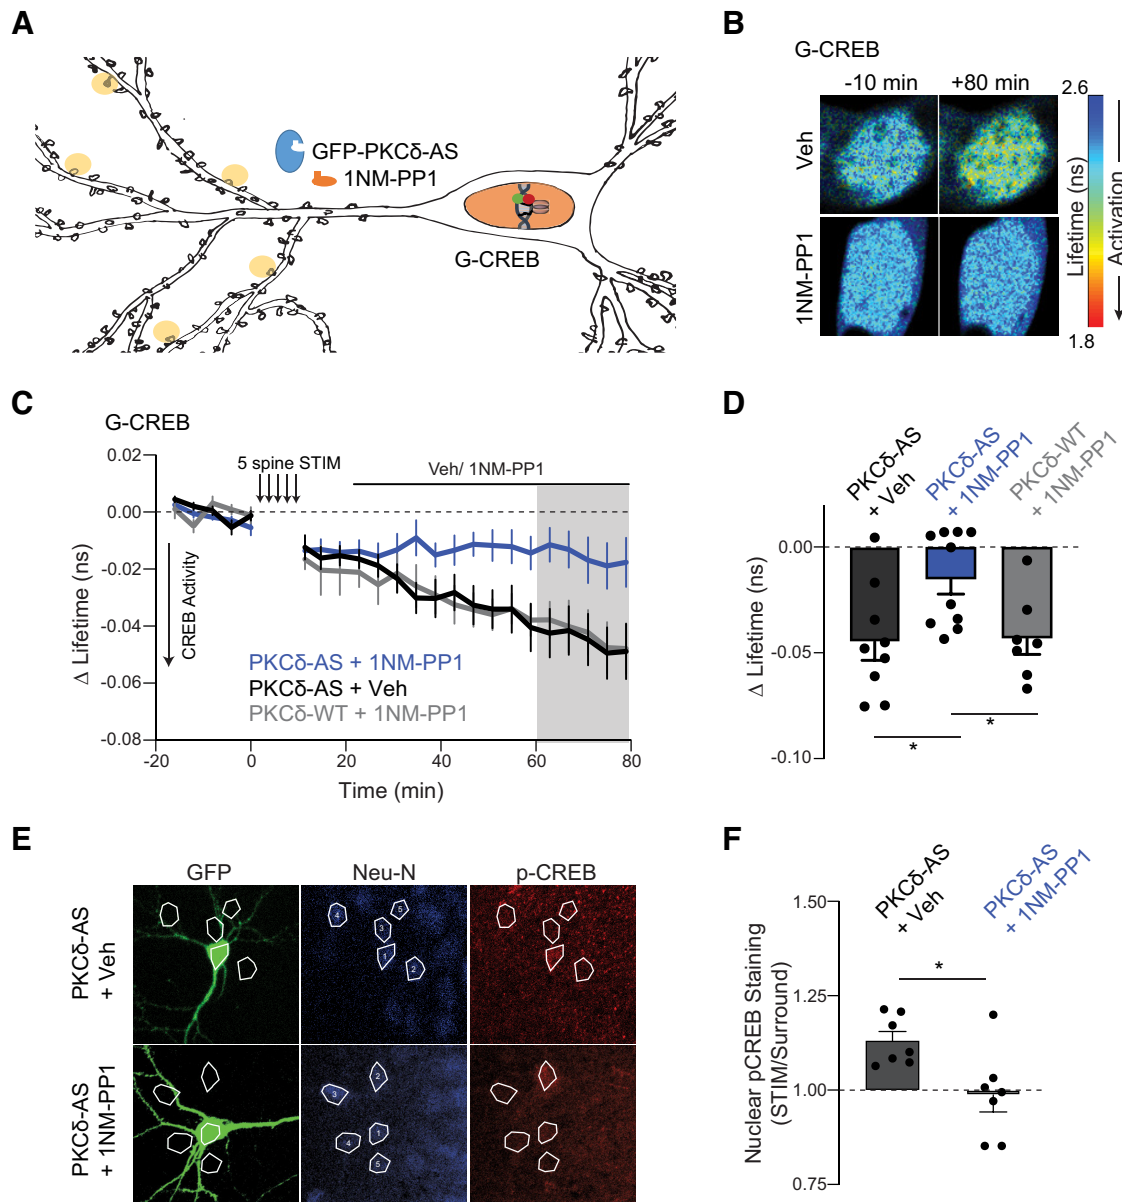 A
GFP-PKCδ-AS
1NM-PP1
G-CREB
B
G-CREB
-10 min
+80 min
Veh
1NM-PP1
2.6
1.8
Lifetime (ns)
Activation
C
G-CREB
5 spine STIM
Veh/ 1NM-PP1
CREB Activity
PKCδ-AS + 1NM-PP1
PKCδ-AS + Veh
PKCδ-WT + 1NM-PP1
0.02
0.00
-0.02
-0.04
-0.06
-0.08
Δ Lifetime (ns)
-20
0
20
40
60
80
Time (min)
D
PKCδ-AS
+ Veh
PKCδ-AS
+ 1NM-PP1
PKCδ-WT
+ 1NM-PP1
0.00
-0.05
-0.10
Δ Lifetime (ns)
*
*
E
GFP
Neu-N
p-CREB
PKCδ-AS
+ Veh
4
5
3
1
2
PKCδ-AS
+ 1NM-PP1
2
3
1
4
5
F
PKCδ-AS
+ Veh
PKCδ-AS
+ 1NM-PP1
*
1.50
1.25
1.00
0.75
Nuclear pCREB Staining
(STIM/Surround)